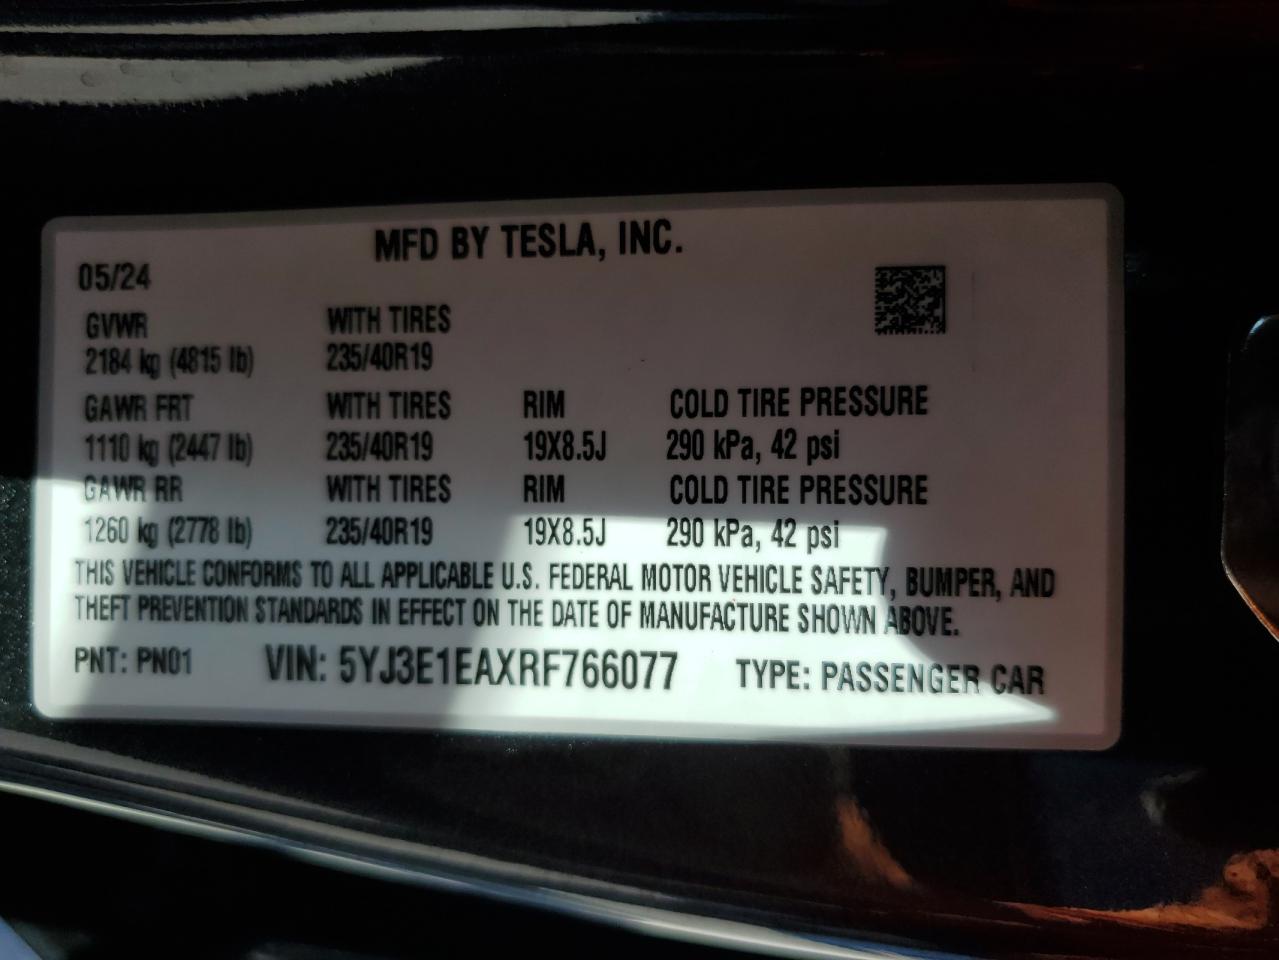 MFD BY TESLA, INC.
05/24
GVWR WITH TIRES
2184 kg (4815 lb) 235/40R19
GAWR FRT WITH TIRES RIM COLD TIRE PRESSURE
1110 kg (2447 lb) 235/40R19 19X8.5J 290 kPa, 42 psi
GAWR RR WITH TIRES RIM COLD TIRE PRESSURE
1260 kg (2778 lb) 235/40R19 19X8.5J 290 kPa, 42 psi
THIS VEHICLE CONFORMS TO ALL APPLICABLE U.S. FEDERAL MOTOR VEHICLE SAFETY, BUMPER, AND
THEFT PREVENTION STANDARDS IN EFFECT ON THE DATE OF MANUFACTURE SHOWN ABOVE.
PNT: PN01 VIN: 5YJ3E1EAXRF766077 TYPE: PASSENGER CAR